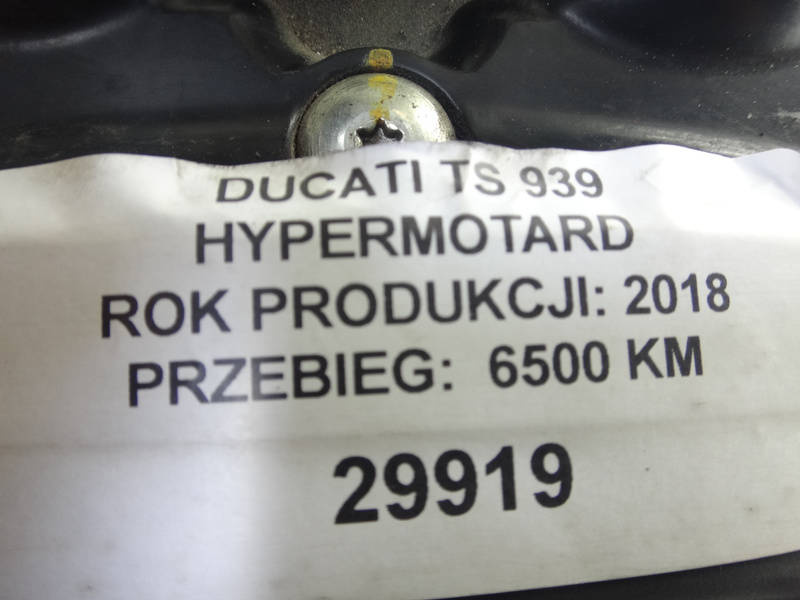 DUCATI TS 939
HYPERMOTARD
ROK PRODUKCJI: 2018
PRZEBIEG: 6500 KM
29919